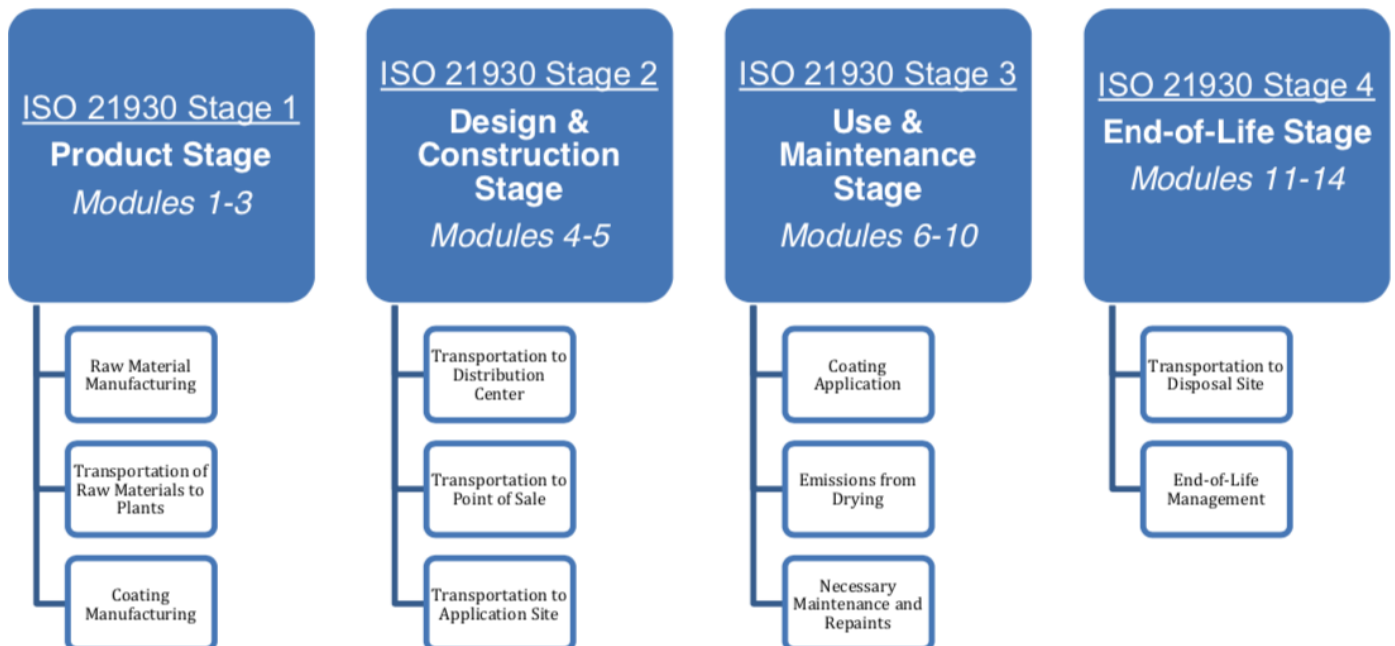 ISO 21930 Stage 1
Product Stage
Modules 1-3
Raw Material
Manufacturing
Transportation of
Raw Materials to
Plants
Coating
Manufacturing
ISO 21930 Stage 2
Design &
Construction
Stage
Modules 4-5
Transportation to
Distribution
Center
Transportation to
Point of Sale
Transportation to
Application Site
ISO 21930 Stage 3
Use &
Maintenance
Stage
Modules 6-10
Coating
Application
Emissions from
Drying
Necessary
Maintenance and
Repaints
ISO 21930 Stage 4
End-of-Life Stage
Modules 11-14
Transportation to
Disposal Site
End-of-Life
Management